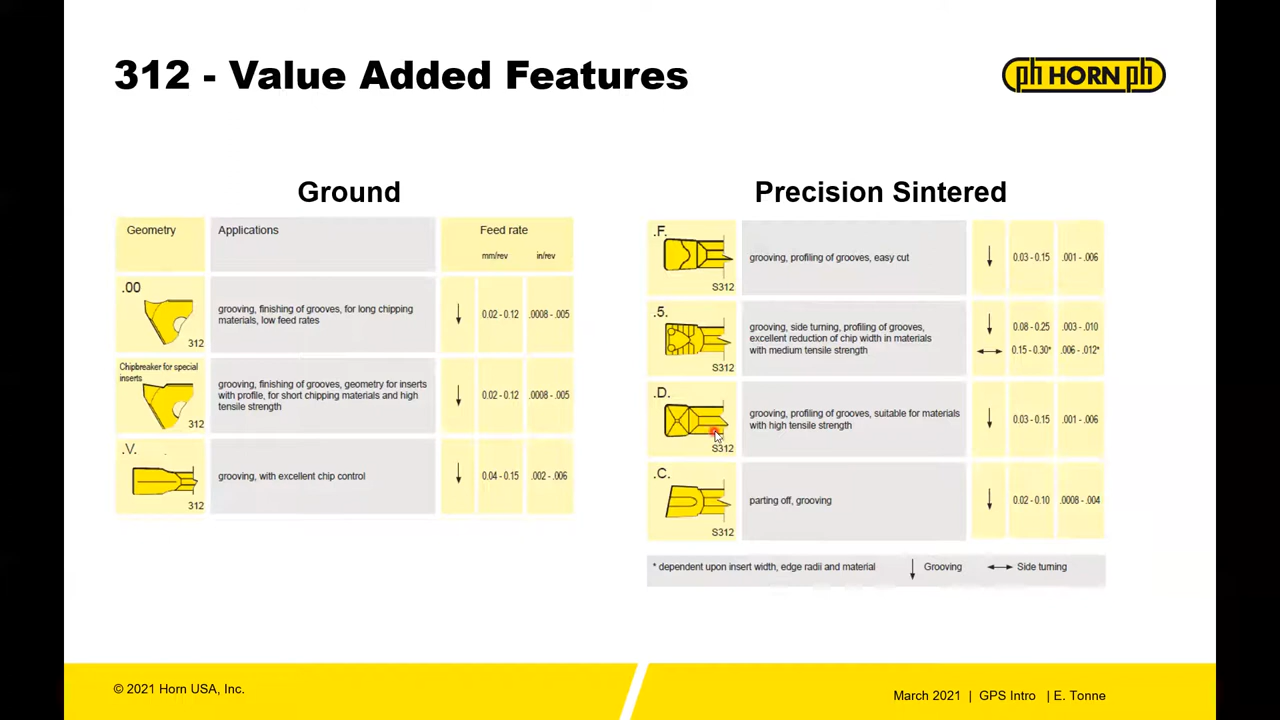 312 - Value Added Features
ph HORN ph
Ground
Geometry
Applications
Feed rate
mm/rev
in/rev
.00
312
grooving, finishing of grooves, for long chipping
materials, low feed rates
0.02 - 0.12
.0008 - .005
Chipbreaker for special
inserts
312
grooving, finishing of grooves, geometry for inserts
with profile, for short chipping materials and high
tensile strength
0.02 - 0.12
.0008 - .005
.V.
312
grooving, with excellent chip control
0.04 - 0.15
.002 - .006
Precision Sintered
.F.
S312
grooving, profiling of grooves, easy cut
0.03 - 0.15
.001 - .006
.5.
S312
grooving, side turning, profiling of grooves,
excellent reduction of chip width in materials
with medium tensile strength
0.08 - 0.25
.003 - .010
0.15 - 0.30*
.006 - .012*
.D.
S312
grooving, profiling of grooves, suitable for materials
with high tensile strength
0.03 - 0.15
.001 - .006
.C.
S312
parting off, grooving
0.02 - 0.10
.0008 - .004
* dependent upon insert width, edge radii and material
Grooving
Side turning
© 2021 Horn USA, Inc.
March 2021 | GPS Intro | E. Tonne